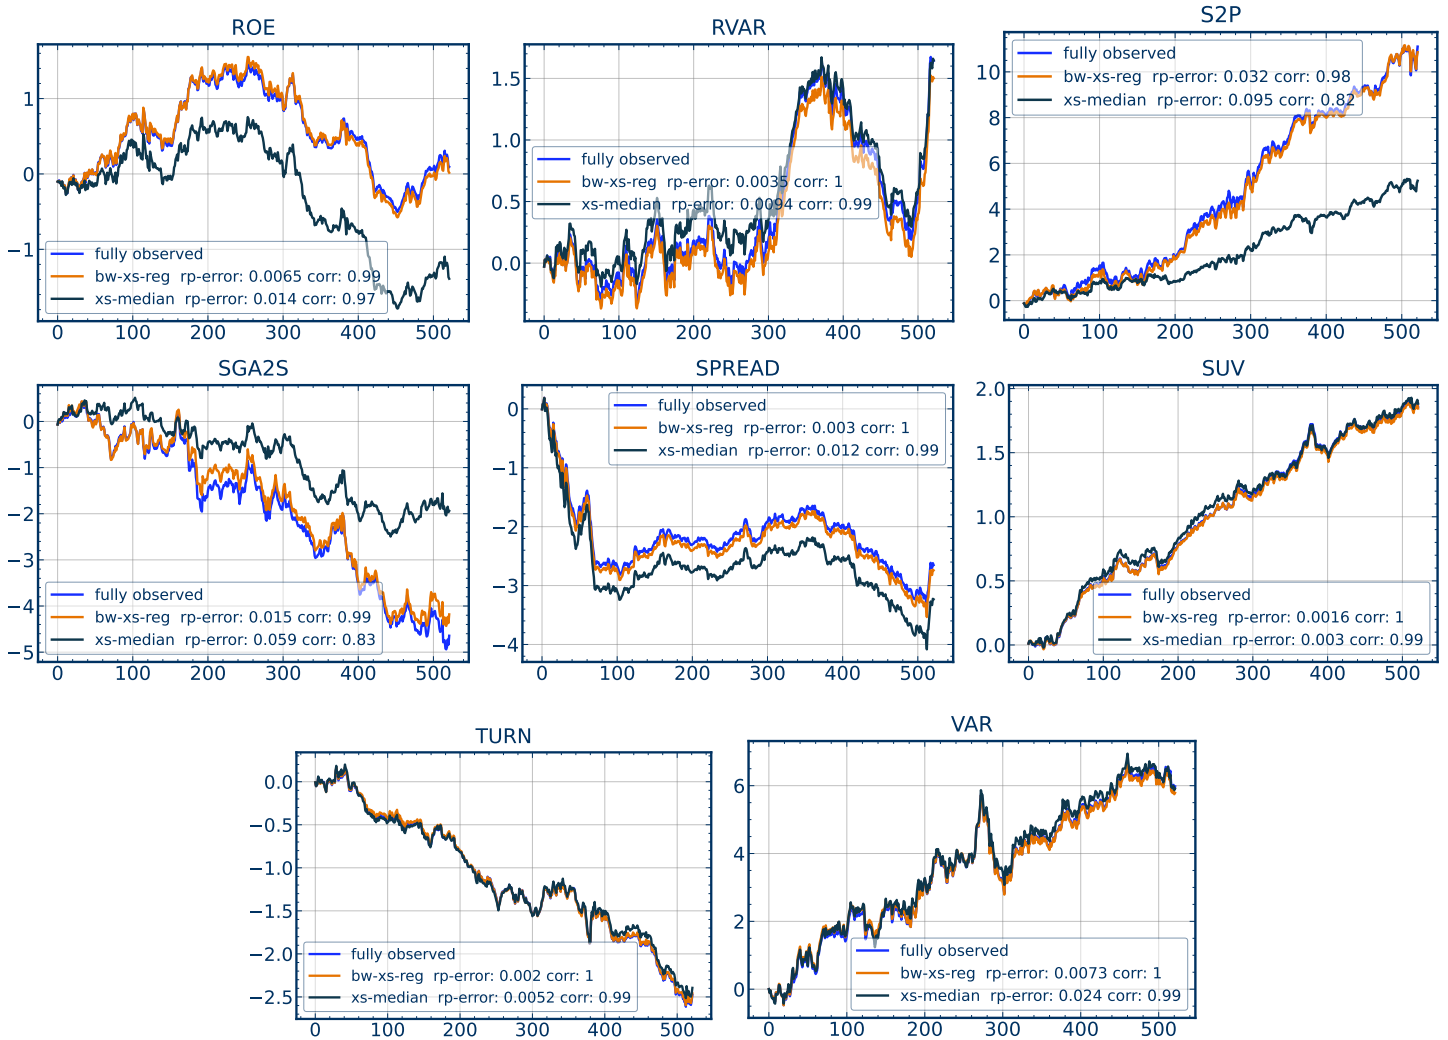 ROE
1
0
−1
fully observed
bw-xs-reg rp-error: 0.0065 corr: 0.99
xs-median rp-error: 0.014 corr: 0.97
0 100 200 300 400 500
RVAR
1.5
1.0
0.5
0.0
fully observed
bw-xs-reg rp-error: 0.0035 corr: 1
xs-median rp-error: 0.0094 corr: 0.99
0 100 200 300 400 500
S2P
10
8
6
4
2
0
fully observed
bw-xs-reg rp-error: 0.032 corr: 0.98
xs-median rp-error: 0.095 corr: 0.82
0 100 200 300 400 500
SGA2S
0
−1
−2
−3
−4
−5
fully observed
bw-xs-reg rp-error: 0.015 corr: 0.99
xs-median rp-error: 0.059 corr: 0.83
0 100 200 300 400 500
SPREAD
0
−1
−2
−3
−4
fully observed
bw-xs-reg rp-error: 0.003 corr: 1
xs-median rp-error: 0.012 corr: 0.99
0 100 200 300 400 500
SUV
2.0
1.5
1.0
0.5
0.0
fully observed
bw-xs-reg rp-error: 0.0016 corr: 1
xs-median rp-error: 0.003 corr: 0.99
0 100 200 300 400 500
TURN
0.0
−0.5
−1.0
−1.5
−2.0
−2.5
fully observed
bw-xs-reg rp-error: 0.002 corr: 1
xs-median rp-error: 0.0052 corr: 0.99
0 100 200 300 400 500
VAR
6
4
2
0
fully observed
bw-xs-reg rp-error: 0.0073 corr: 1
xs-median rp-error: 0.024 corr: 0.99
0 100 200 300 400 500